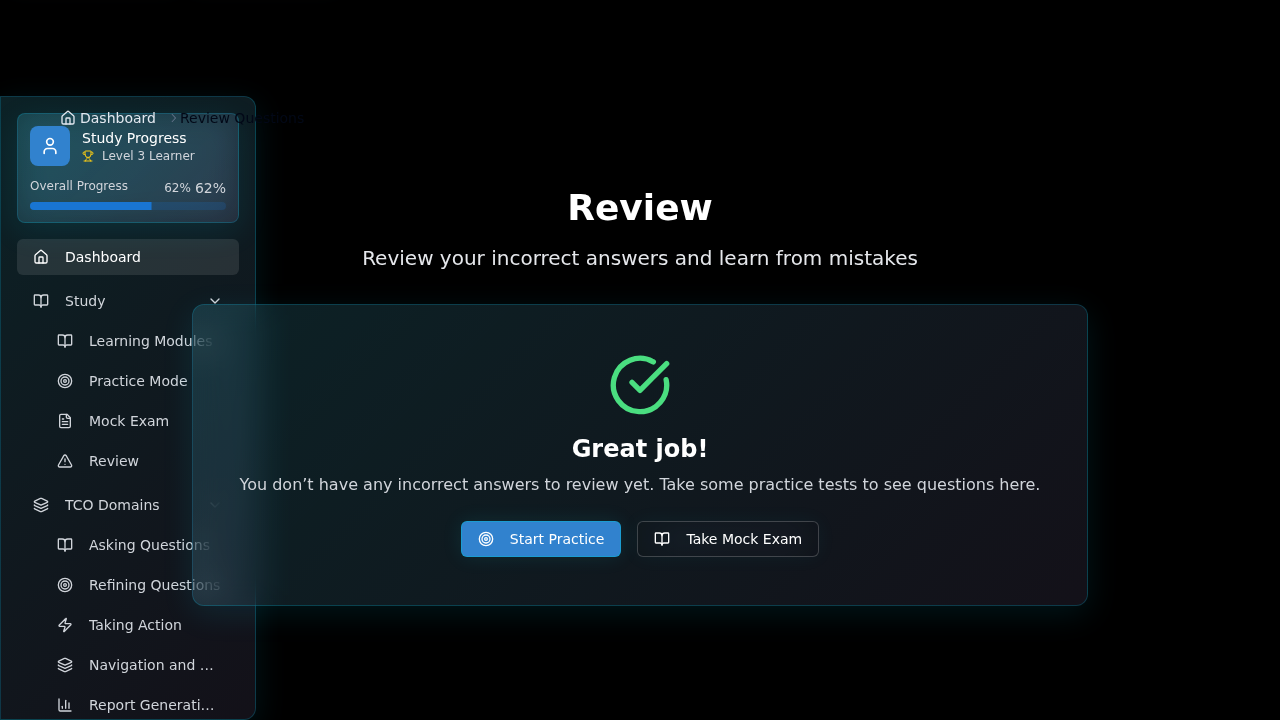 Dashboard
Review Questions
Study Progress
Level 3 Learner
Overall Progress
62% 62%
Dashboard
Study
Learning Modules
Practice Mode
Mock Exam
Review
TCO Domains
Asking Questions
Refining Questions
Taking Action
Navigation and ...
Report Generati...
Review
Review your incorrect answers and learn from mistakes
Great job!
You don’t have any incorrect answers to review yet. Take some practice tests to see questions here.
Start Practice
Take Mock Exam